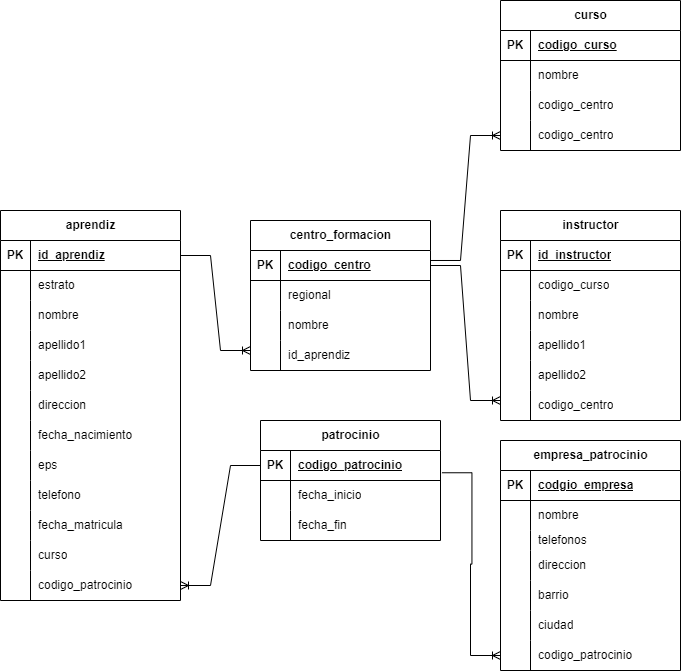 curso
PK codigo_curso
nombre
codigo_centro
codigo_centro
aprendiz
PK id_aprendiz
estrato
nombre
apellido1
apellido2
direccion
fecha_nacimiento
eps
telefono
fecha_matricula
curso
codigo_patrocinio
centro_formacion
PK codigo_centro
regional
nombre
id_aprendiz
instructor
PK id_instructor
codigo_curso
nombre
apellido1
apellido2
codigo_centro
patrocinio
PK codigo_patrocinio
fecha_inicio
fecha_fin
empresa_patrocinio
PK codgio_empresa
nombre
telefonos
direccion
barrio
ciudad
codigo_patrocinio